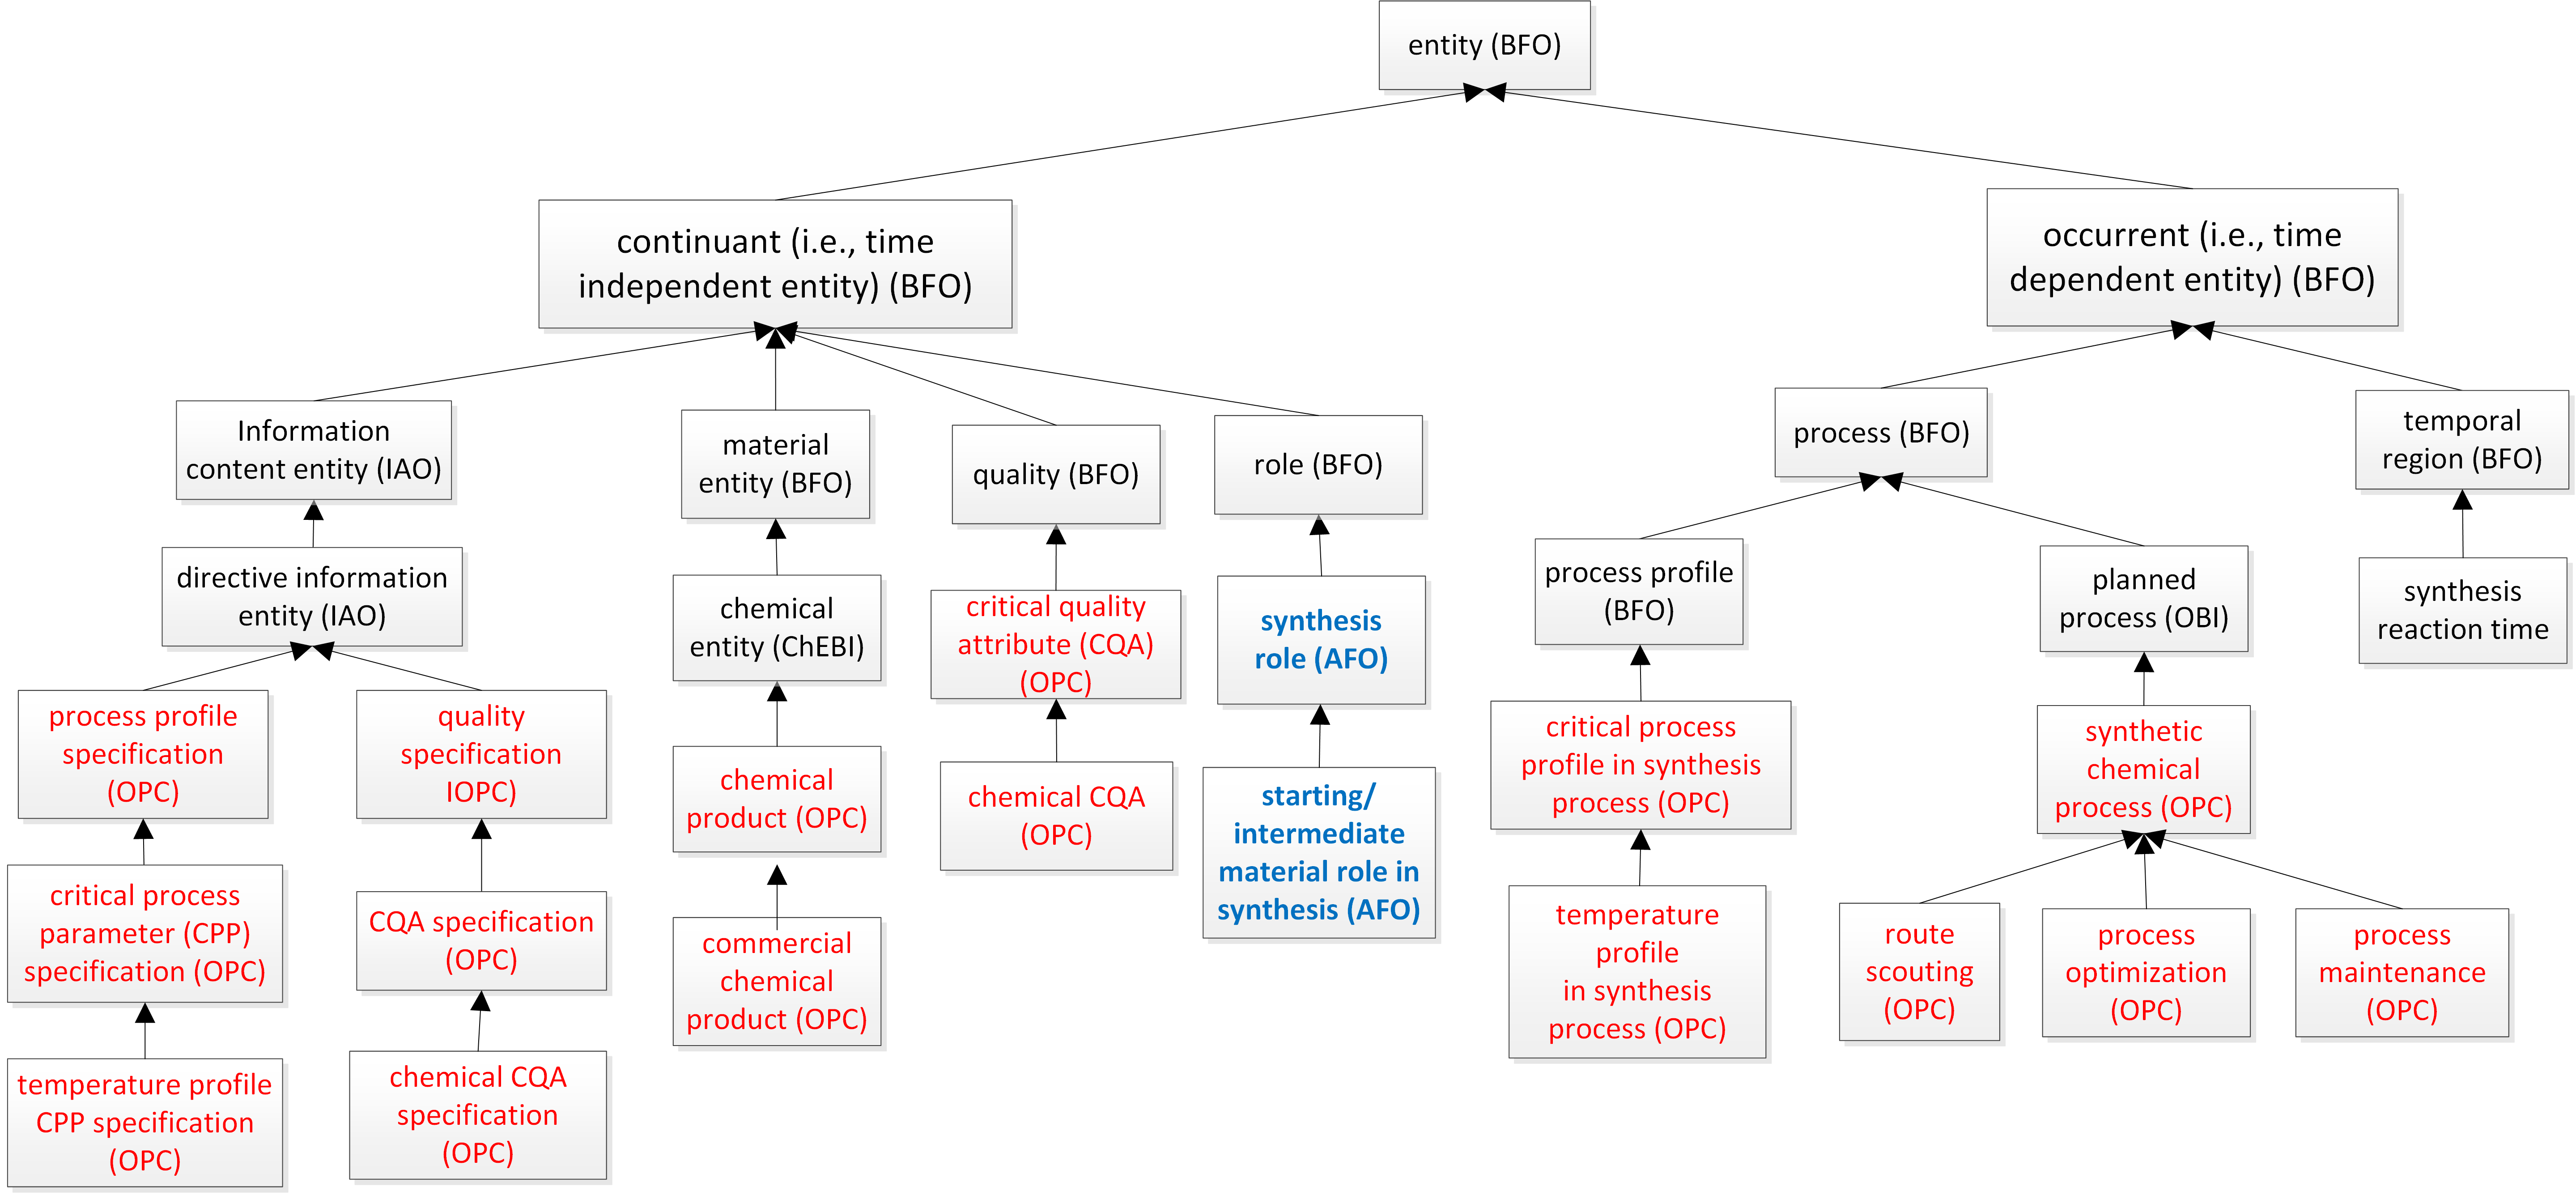 entity (BFO)
continuant (i.e., time
independent entity) (BFO)
occurrent (i.e., time
dependent entity) (BFO)
Information
content entity (IAO)
material
entity (BFO)
quality (BFO)
role (BFO)
process (BFO)
temporal
region (BFO)
directive information
entity (IAO)
chemical
entity (ChEBI)
critical quality
attribute (CQA)
(OPC)
synthesis
role (AFO)
process profile
(BFO)
planned
process (OBI)
synthesis
reaction time
process profile
specification
(OPC)
quality
specification
IOPC)
chemical
product (OPC)
chemical CQA
(OPC)
starting/
intermediate
material role in
synthesis (AFO)
critical process
profile in synthesis
process (OPC)
synthetic
chemical
process (OPC)
critical process
parameter (CPP)
specification (OPC)
CQA specification
(OPC)
commercial
chemical
product (OPC)
temperature
profile
in synthesis
process (OPC)
route
scouting
(OPC)
process
optimization
(OPC)
process
maintenance
(OPC)
temperature profile
CPP specification
(OPC)
chemical CQA
specification
(OPC)